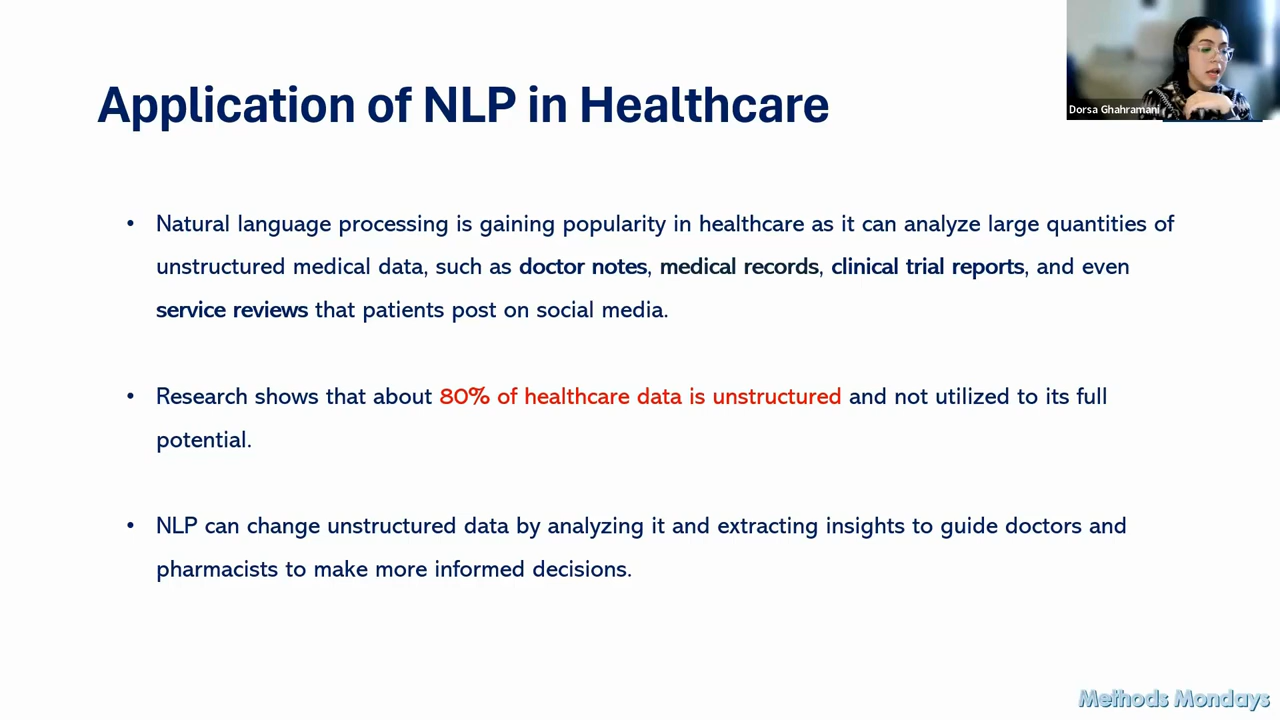 Application of NLP in Healthcare
Dorsa Ghahramani
• Natural language processing is gaining popularity in healthcare as it can analyze large quantities of
unstructured medical data, such as doctor notes, medical records, clinical trial reports, and even
service reviews that patients post on social media.
• Research shows that about 80% of healthcare data is unstructured and not utilized to its full
potential.
• NLP can change unstructured data by analyzing it and extracting insights to guide doctors and
pharmacists to make more informed decisions.
Methods Mondays